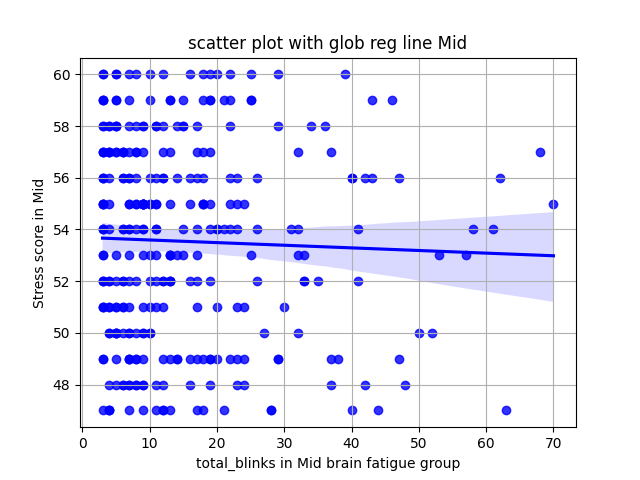 scatter plot with glob reg line Mid
60
58
56
54
52
50
48
Stress score in Mid
0 10 20 30 40 50 60 70
total_blinks in Mid brain fatigue group